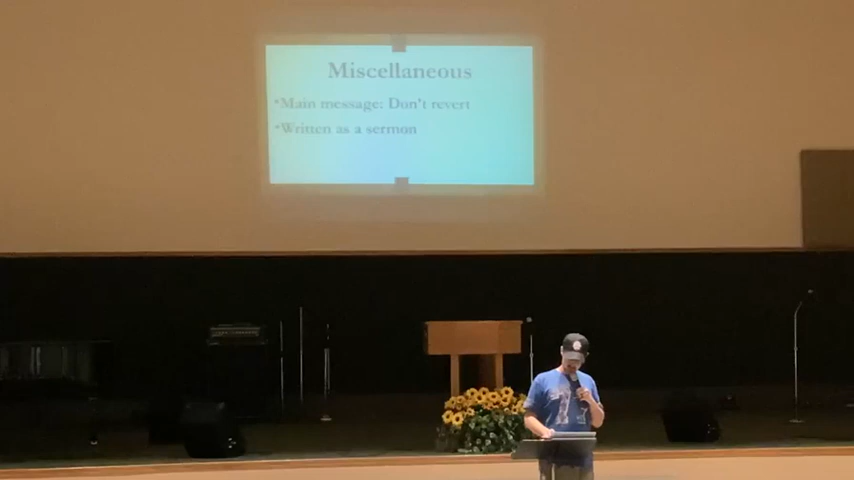 Miscellaneous
•Main message: Don't revert
•Written as a sermon